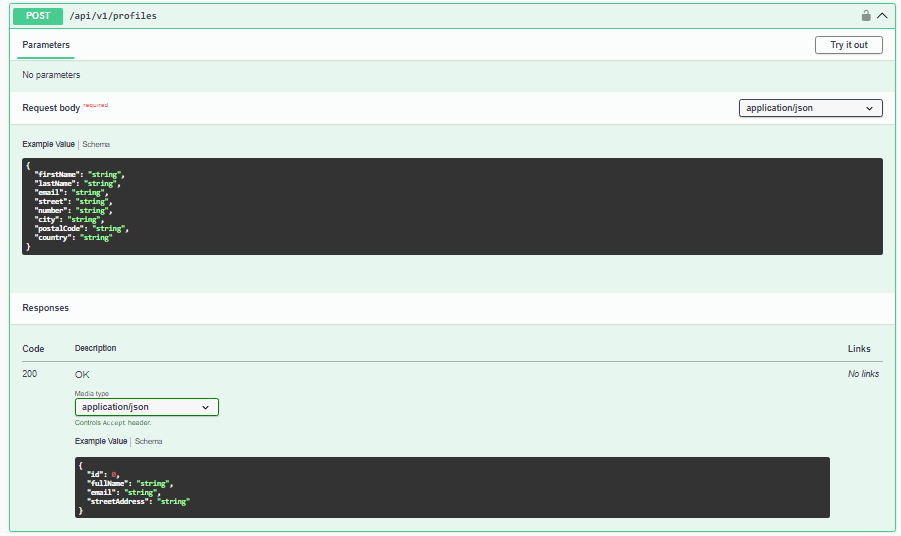 POST /api/v1/profiles
Parameters
Try it out
No parameters
Request body required
application/json
Example Value | Schema
{
  "firstName": "string",
  "lastName": "string",
  "email": "string",
  "street": "string",
  "number": "string",
  "city": "string",
  "postalCode": "string",
  "country": "string"
}
Responses
Code Description Links
200 OK No links
Media type
application/json
Controls Accept header.
Example Value | Schema
{
  "id": 0,
  "fullName": "string",
  "email": "string",
  "streetAddress": "string"
}